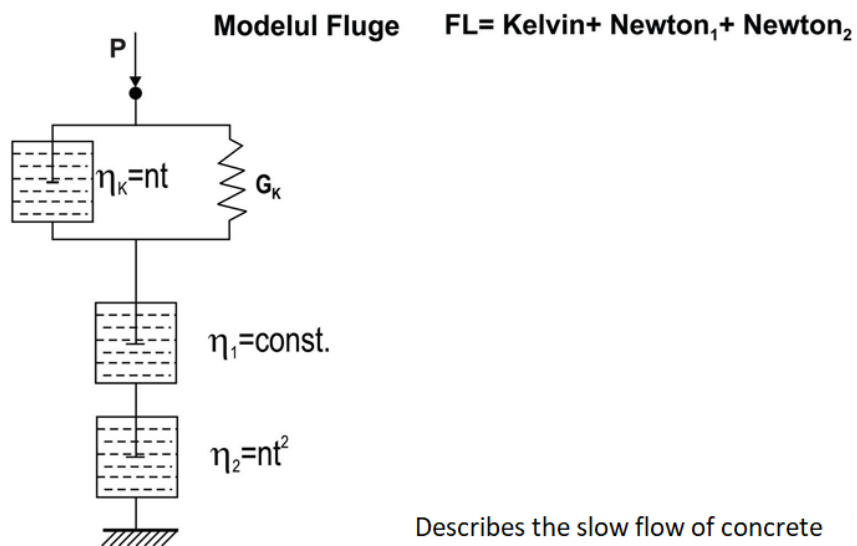 Modelul Fluge FL= Kelvin+ Newton₁+ Newton₂
P
ηₖ=nt
Gₖ
η₁=const.
η₂=nt²
Describes the slow flow of concrete